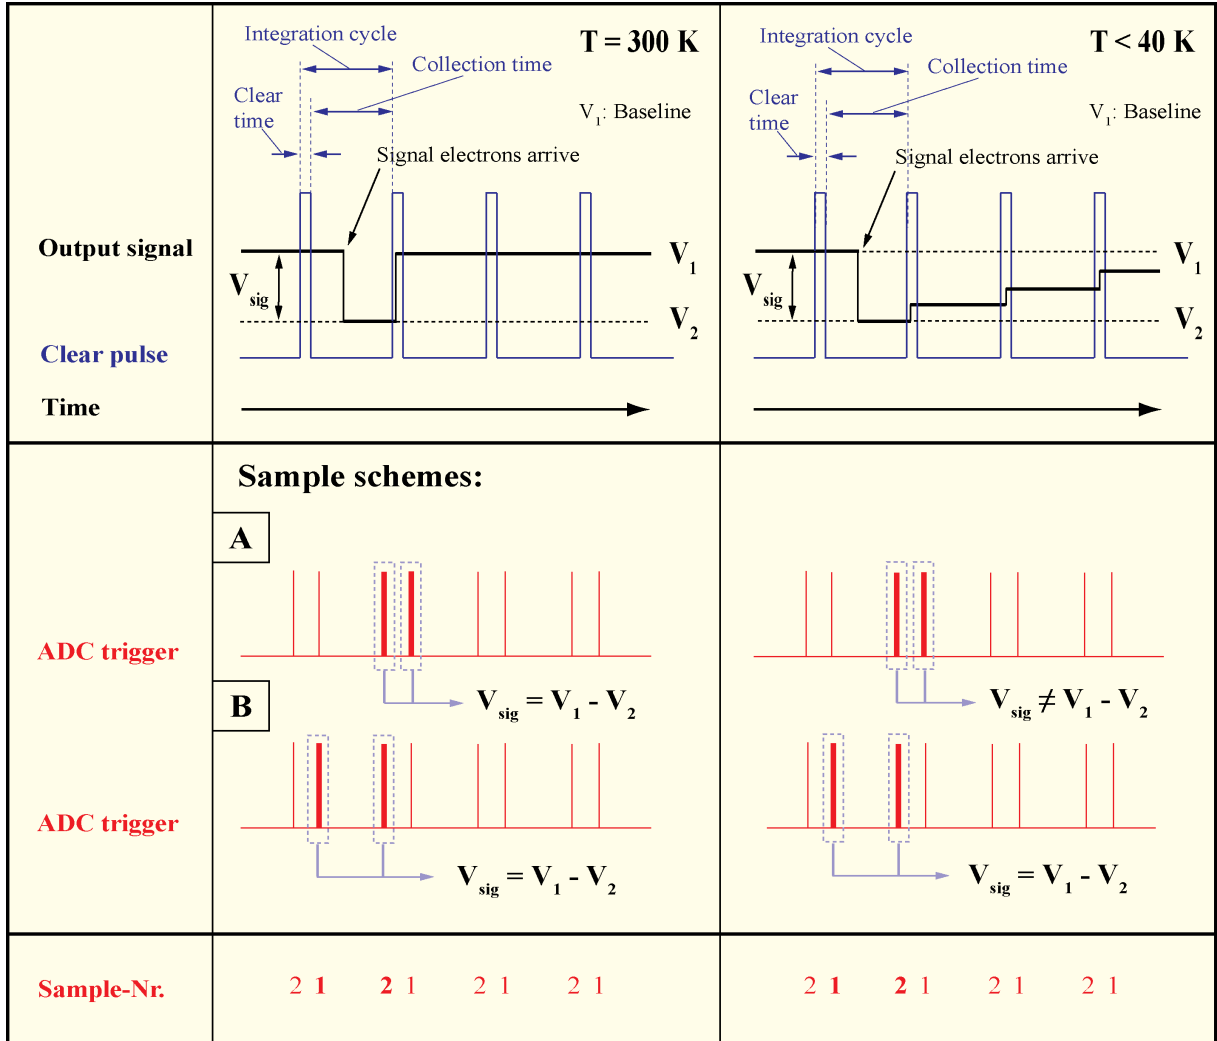 Integration cycle
T = 300 K
Collection time
Clear
time
V1: Baseline
Signal electrons arrive
Integration cycle
T < 40 K
Collection time
Clear
time
V1: Baseline
Signal electrons arrive
Output signal
Vsig
V1
V2
Vsig
V1
V2
Clear pulse
Time
Sample schemes:
A
ADC trigger
Vsig = V1 - V2
Vsig ≠ V1 - V2
B
ADC trigger
Vsig = V1 - V2
Vsig = V1 - V2
Sample-Nr.
2 1 2 1 2 1 2 1
2 1 2 1 2 1 2 1